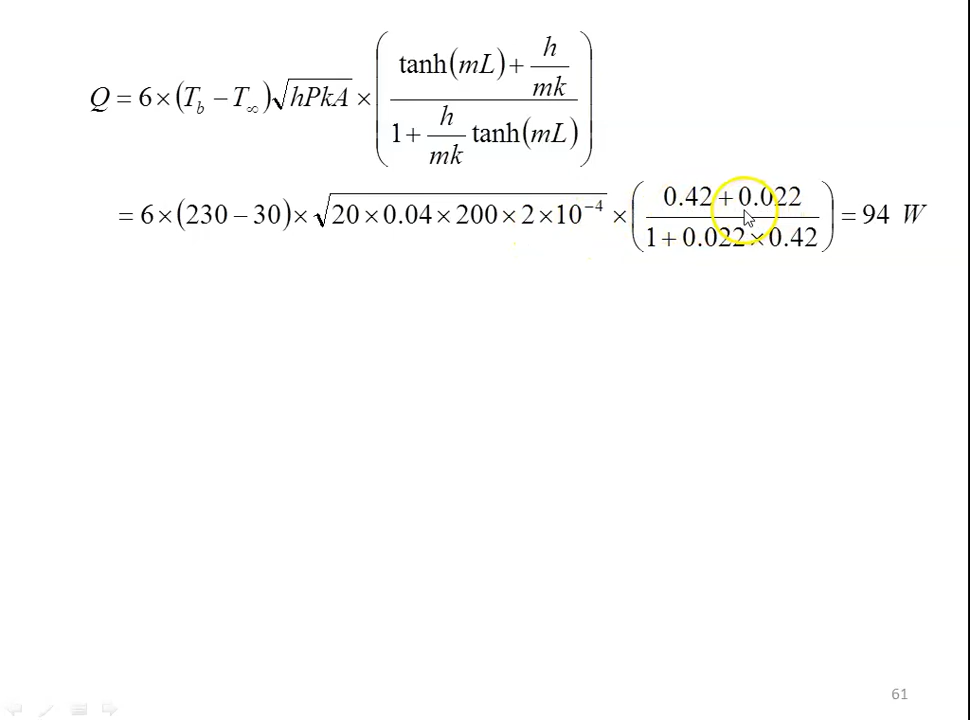 Q = 6 × (T_b − T_∞) √hPkA × ( (tanh(mL) + h/mk) / (1 + h/mk tanh(mL)) )
= 6 × (230 − 30) × √20 × 0.04 × 200 × 2 × 10⁻⁴ × ( (0.42 + 0.022) / (1 + 0.022 × 0.42) ) = 94 W
61